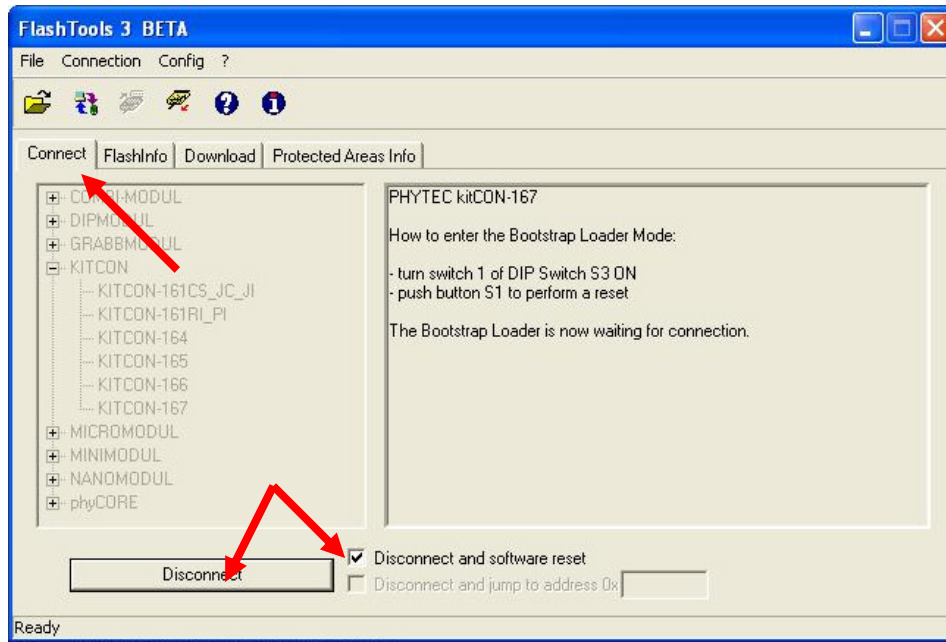 FlashTools 3 BETA
File Connection Config ?
Connect FlashInfo Download Protected Areas Info
COMBI-MODUL
DIPMODUL
GRABBMODUL
KITCON
KITCON-161CS_JC_JI
KITCON-161RI_PI
KITCON-164
KITCON-165
KITCON-166
KITCON-167
MICROMODUL
MINIMODUL
NANOMODUL
phyCORE
PHYTEC kitCON-167
How to enter the Bootstrap Loader Mode:
- turn switch 1 of DIP Switch S3 ON
- push button S1 to perform a reset
The Bootstrap Loader is now waiting for connection.
Disconnect
Disconnect and software reset
Disconnect and jump to address 0x
Ready